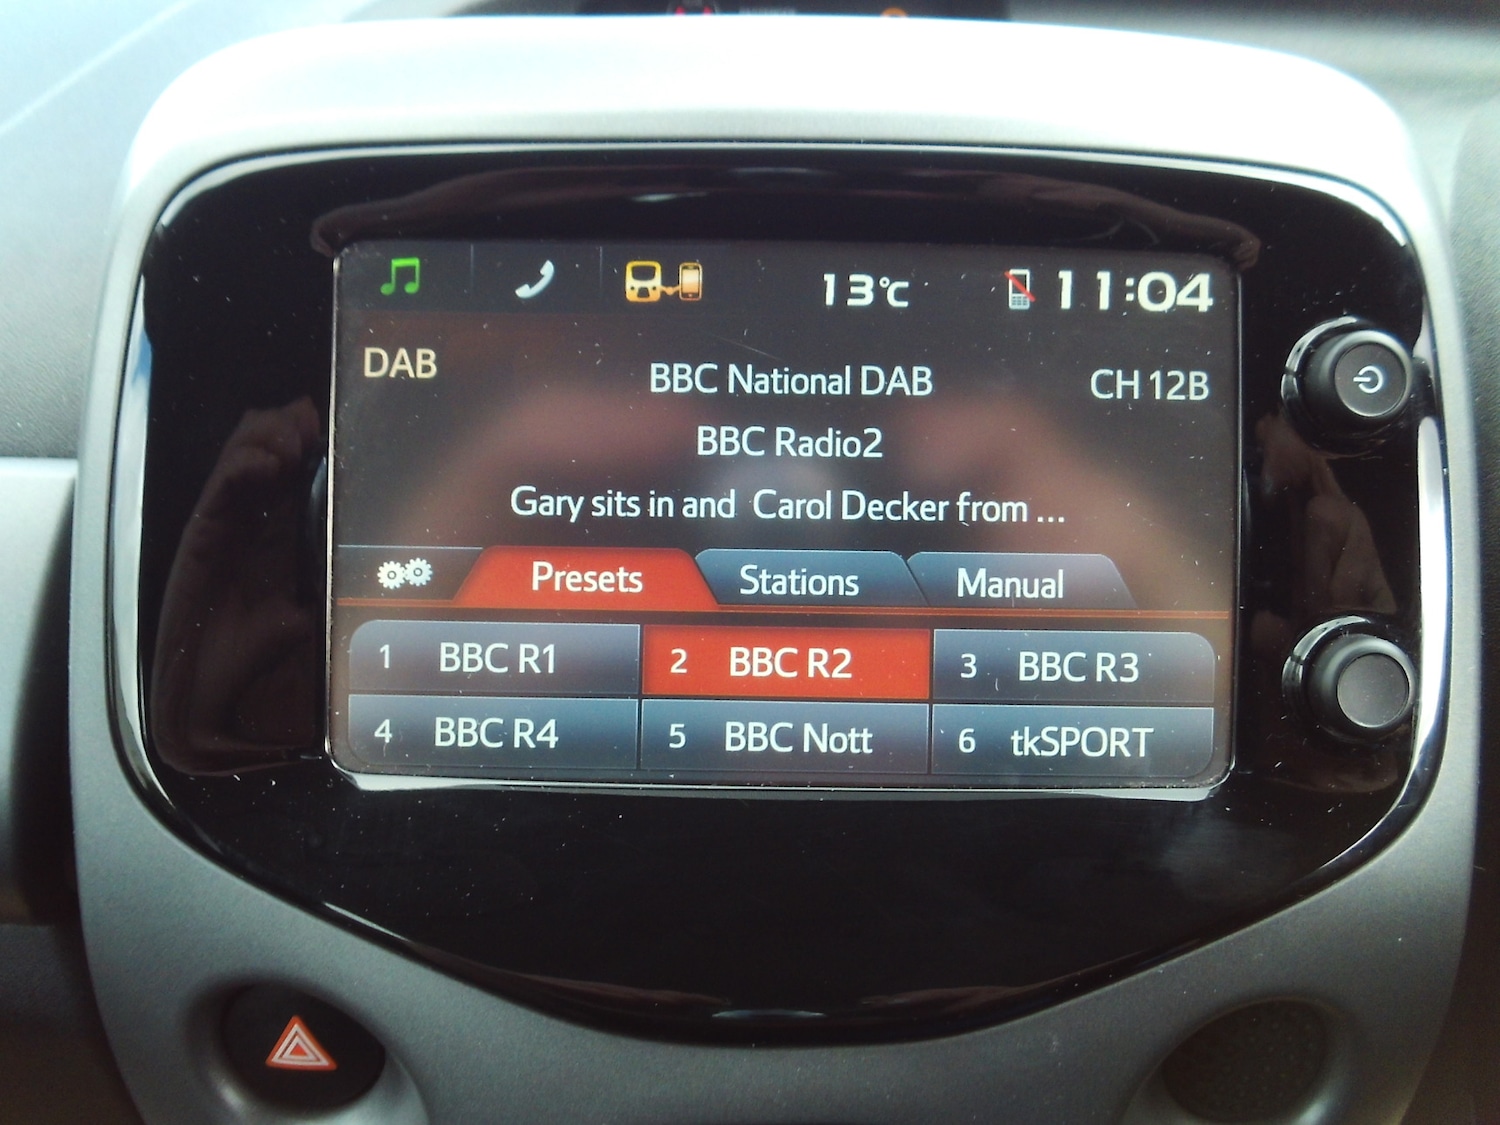 13°C 11:04
DAB
BBC National DAB
CH 12B
BBC Radio2
Gary sits in and Carol Decker from ...
Presets Stations Manual
1 BBC R1 2 BBC R2 3 BBC R3
4 BBC R4 5 BBC Nott 6 tkSPORT